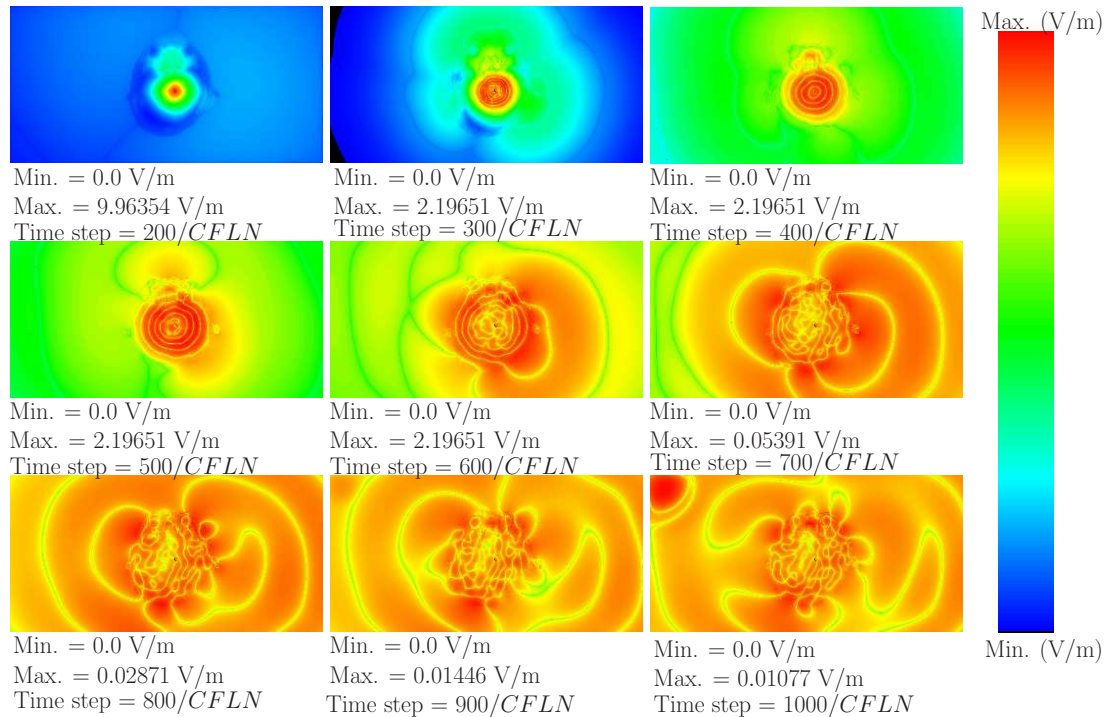 Max. (V/m)
Min. = 0.0 V/m
Max. = 9.96354 V/m
Time step = 200/CFLN
Min. = 0.0 V/m
Max. = 2.19651 V/m
Time step = 300/CFLN
Min. = 0.0 V/m
Max. = 2.19651 V/m
Time step = 400/CFLN
Min. = 0.0 V/m
Max. = 2.19651 V/m
Time step = 500/CFLN
Min. = 0.0 V/m
Max. = 2.19651 V/m
Time step = 600/CFLN
Min. = 0.0 V/m
Max. = 0.05391 V/m
Time step = 700/CFLN
Min. = 0.0 V/m
Max. = 0.02871 V/m
Time step = 800/CFLN
Min. = 0.0 V/m
Max. = 0.01446 V/m
Time step = 900/CFLN
Min. = 0.0 V/m
Max. = 0.01077 V/m
Time step = 1000/CFLN
Min. (V/m)